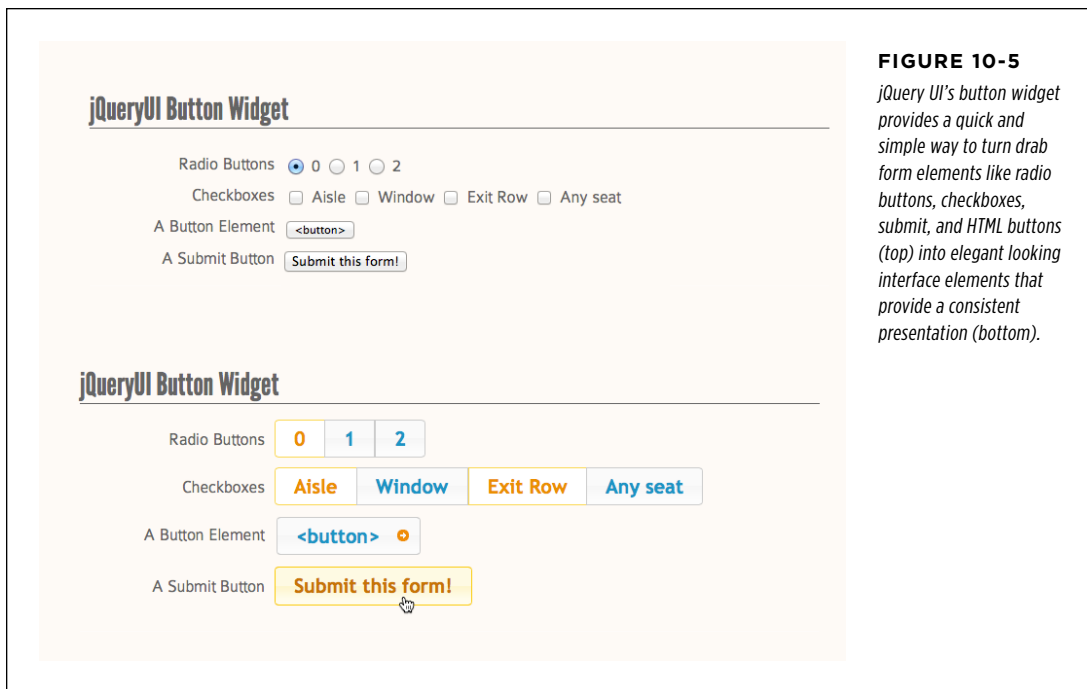 jQueryUI Button Widget
Radio Buttons 0 1 2
Checkboxes Aisle Window Exit Row Any seat
A Button Element <button>
A Submit Button Submit this form!
jQueryUI Button Widget
Radio Buttons 0 1 2
Checkboxes Aisle Window Exit Row Any seat
A Button Element <button>
A Submit Button Submit this form!
FIGURE 10-5
jQuery UI's button widget
provides a quick and
simple way to turn drab
form elements like radio
buttons, checkboxes,
submit, and HTML buttons
(top) into elegant looking
interface elements that
provide a consistent
presentation (bottom).